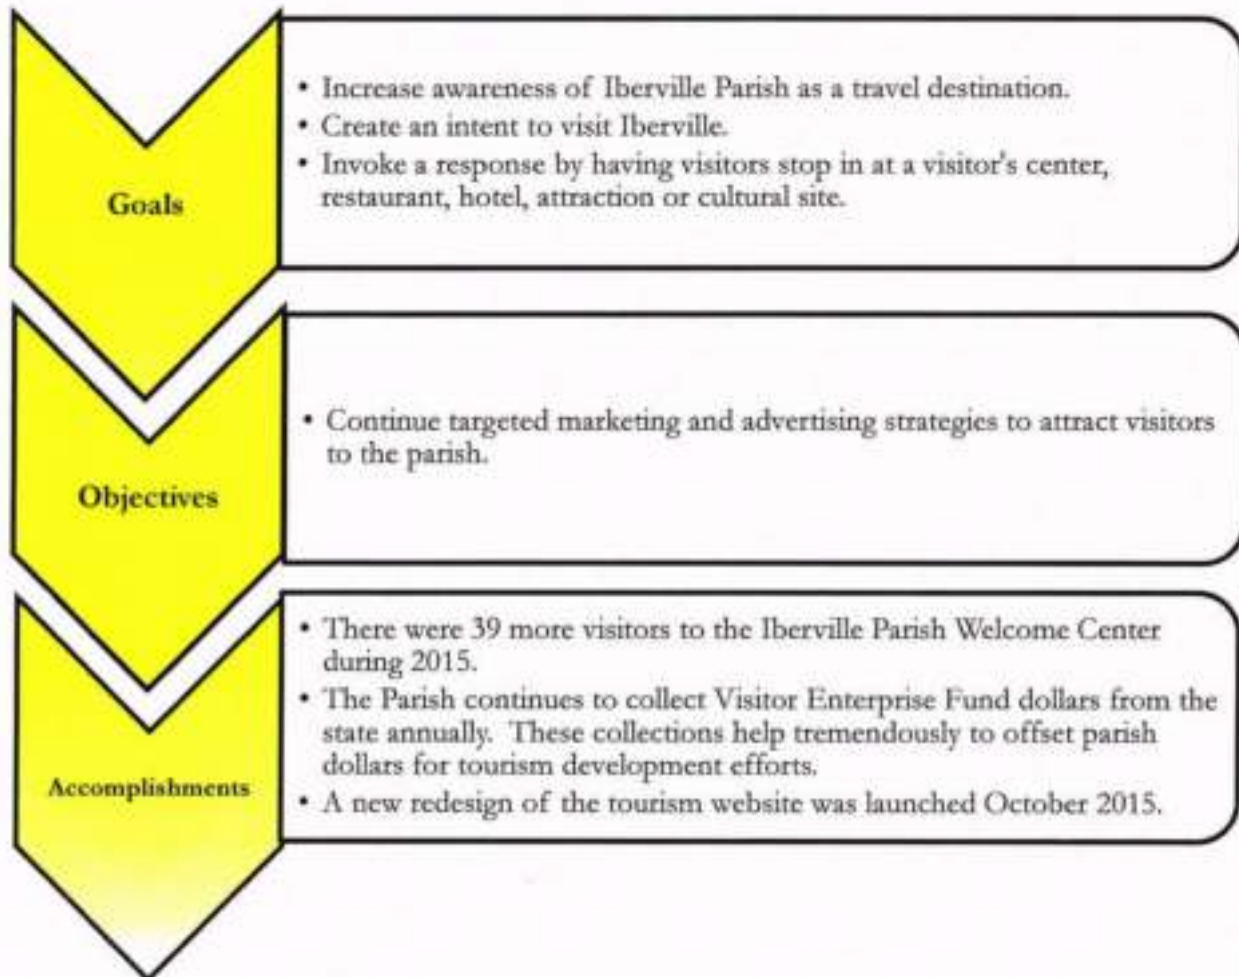 Goals
• Increase awareness of Iberville Parish as a travel destination.
• Create an intent to visit Iberville.
• Invoke a response by having visitors stop in at a visitor's center,
restaurant, hotel, attraction or cultural site.
Objectives
• Continue targeted marketing and advertising strategies to attract visitors
to the parish.
Accomplishments
• There were 39 more visitors to the Iberville Parish Welcome Center
during 2015.
• The Parish continues to collect Visitor Enterprise Fund dollars from the
state annually.  These collections help tremendously to offset parish
dollars for tourism development efforts.
• A new redesign of the tourism website was launched October 2015.